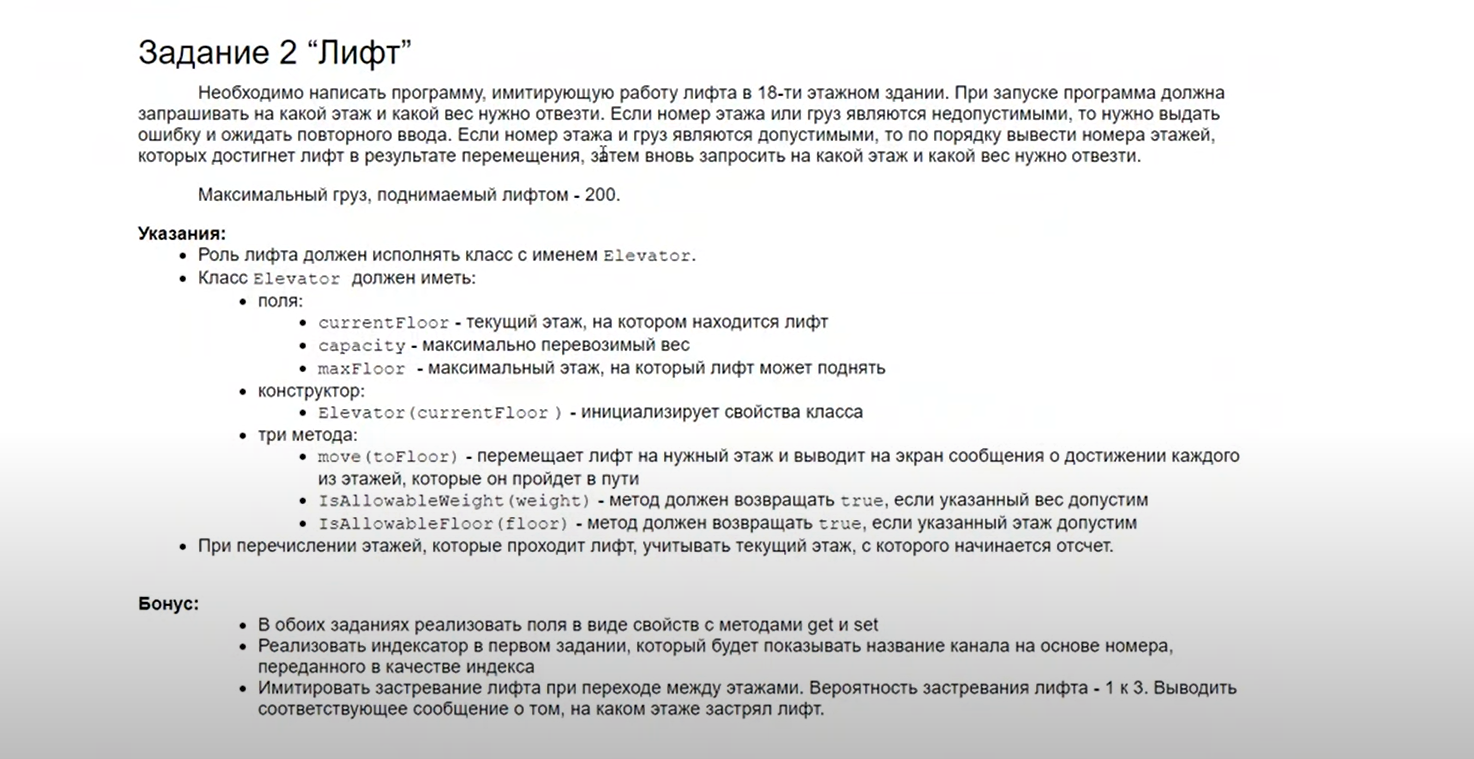 Задание 2 “Лифт”
Необходимо написать программу, имитирующую работу лифта в 18-ти этажном здании. При запуске программа должна
запрашивать на какой этаж и какой вес нужно отвезти. Если номер этажа или груз являются недопустимыми, то нужно выдать
ошибку и ожидать повторного ввода. Если номер этажа и груз являются допустимыми, то по порядку вывести номера этажей,
которых достигнет лифт в результате перемещения, затем вновь запросить на какой этаж и какой вес нужно отвезти.
Максимальный груз, поднимаемый лифтом - 200.
Указания:
• Роль лифта должен исполнять класс с именем Elevator.
• Класс Elevator должен иметь:
• поля:
• currentFloor - текущий этаж, на котором находится лифт
• capacity - максимально перевозимый вес
• maxFloor - максимальный этаж, на который лифт может поднять
• конструктор:
• Elevator(currentFloor ) - инициализирует свойства класса
• три метода:
• move(toFloor) - перемещает лифт на нужный этаж и выводит на экран сообщения о достижении каждого
из этажей, которые он пройдет в пути
• IsAllowableWeight(weight) - метод должен возвращать true, если указанный вес допустим
• IsAllowableFloor(floor) - метод должен возвращать true, если указанный этаж допустим
• При перечислении этажей, которые проходит лифт, учитывать текущий этаж, с которого начинается отсчет.
Бонус:
• В обоих заданиях реализовать поля в виде свойств с методами get и set
• Реализовать индексатор в первом задании, который будет показывать название канала на основе номера,
переданного в качестве индекса
• Имитировать застревание лифта при переходе между этажами. Вероятность застревания лифта - 1 к 3. Выводить
соответствующее сообщение о том, на каком этаже застрял лифт.